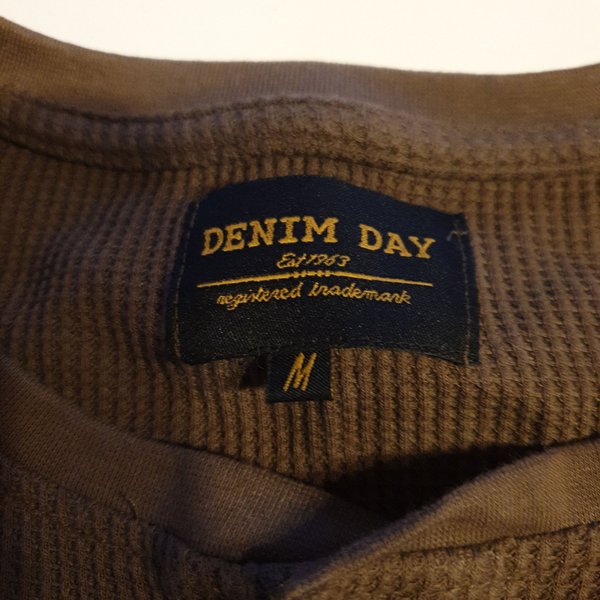 DENIM DAY
Est 1963
registered trademark
M